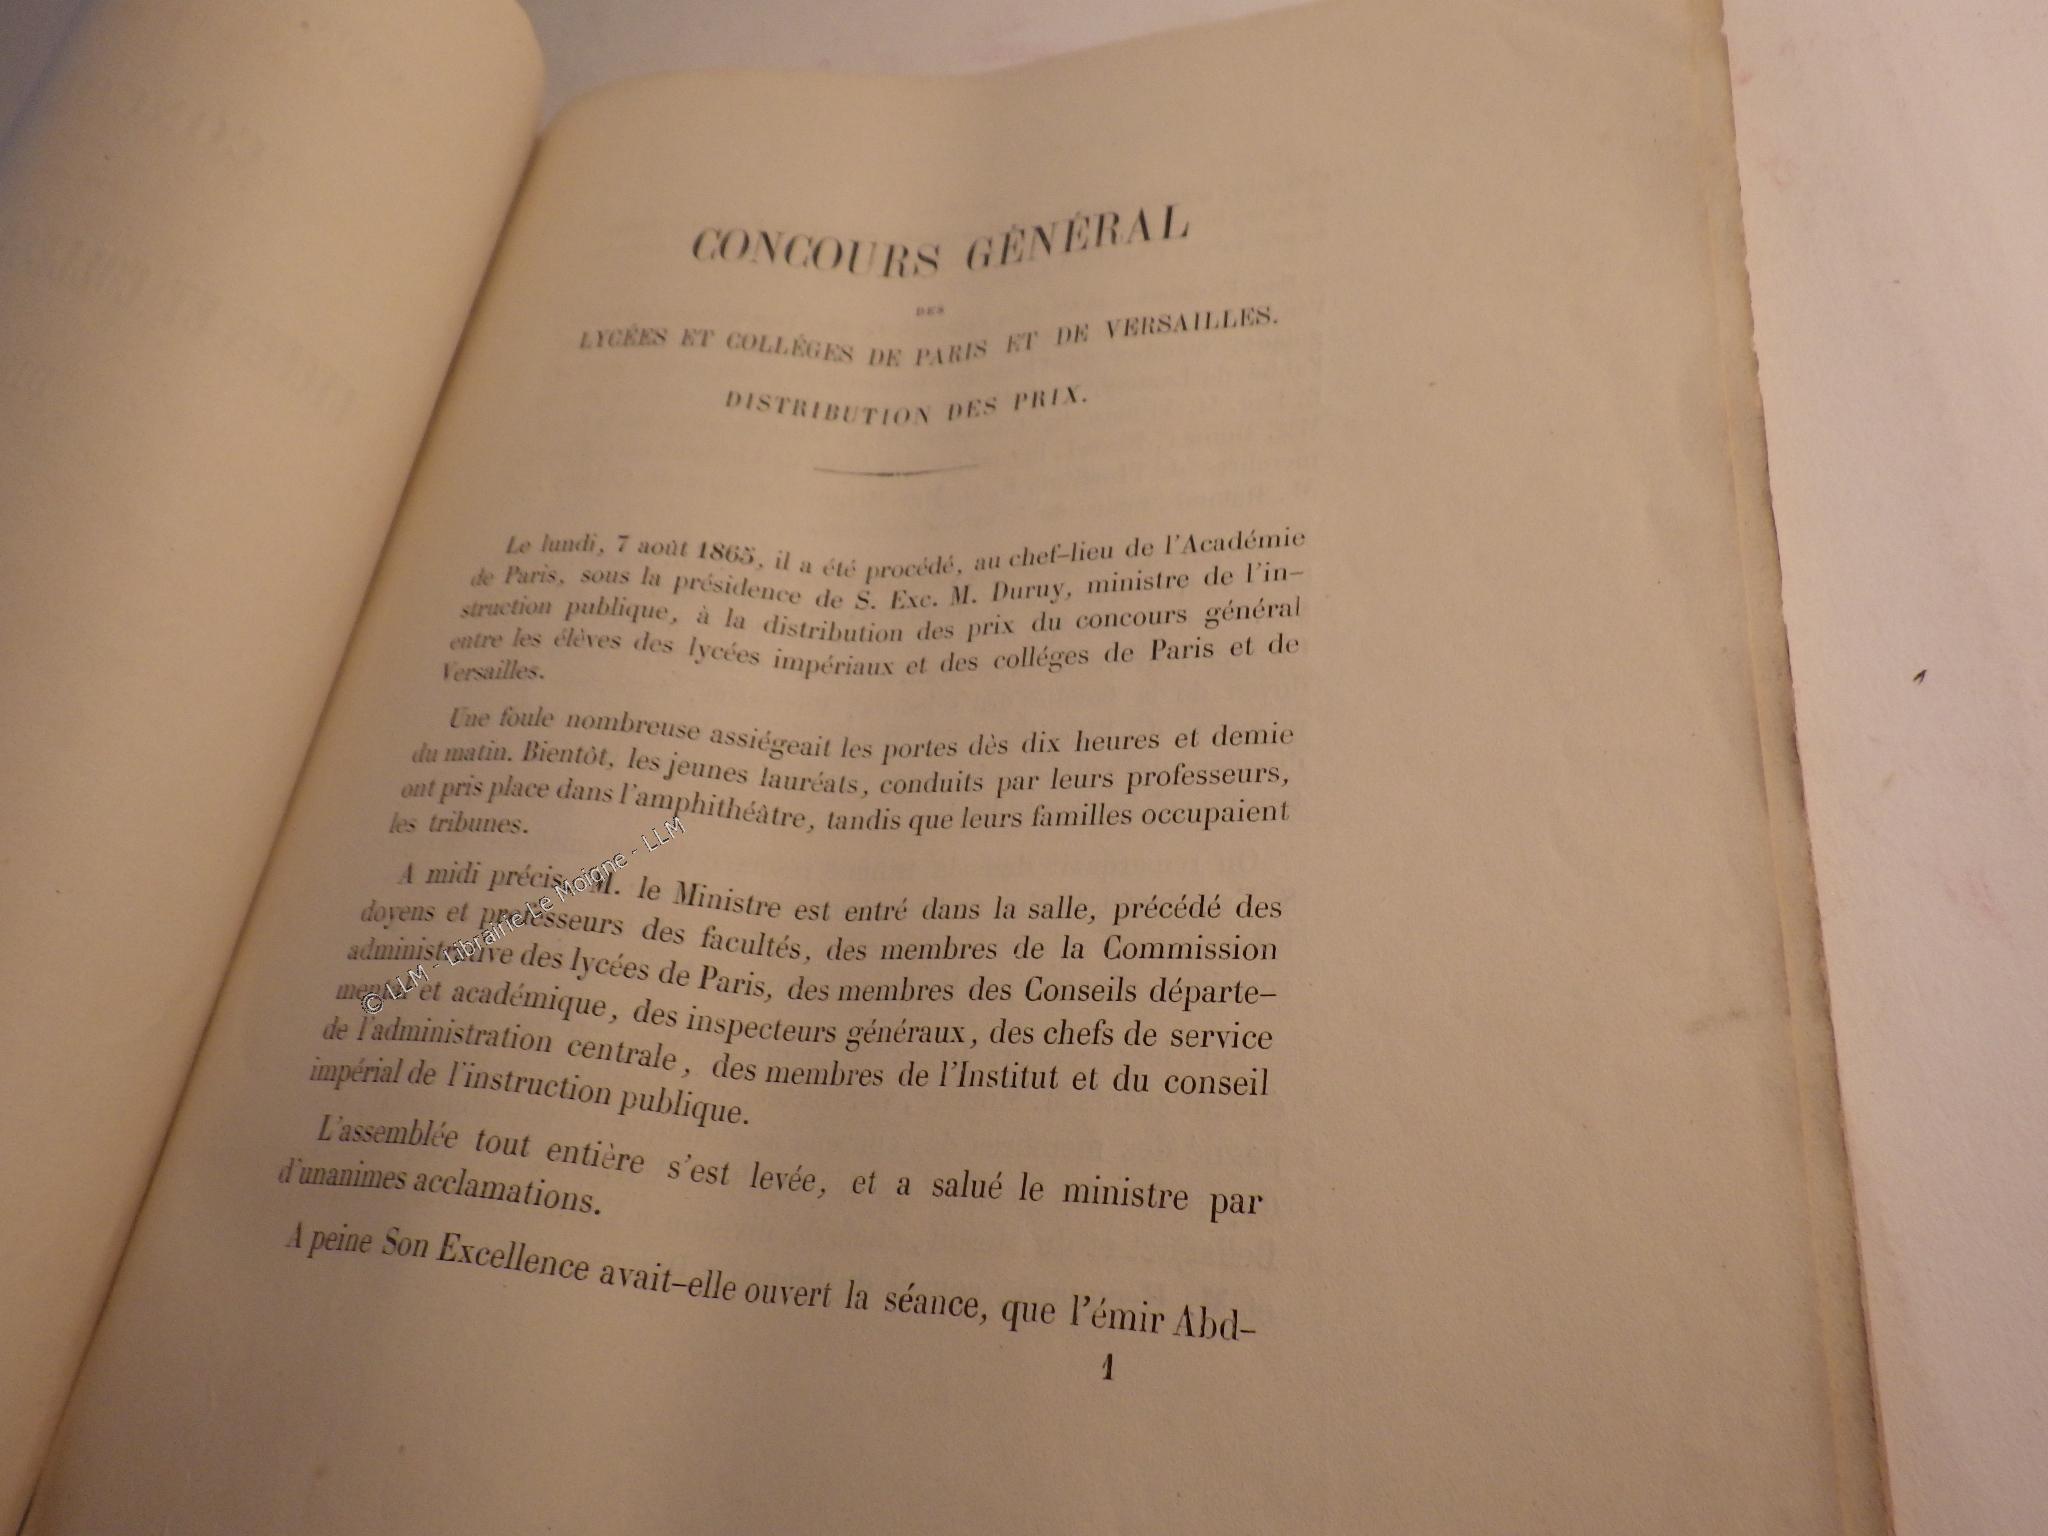 CONCOURS GÉNÉRAL
DES
LYCÉES ET COLLÉGES DE PARIS ET DE VERSAILLES.
DISTRIBUTION DES PRIX.
Le lundi, 7 août 1865, il a été procédé, au chef-lieu de l'Académie
de Paris, sous la présidence de S. Exc. M. Duruy, ministre de l'in-
struction publique, à la distribution des prix du concours général
entre les élèves des lycées impériaux et des colléges de Paris et de
Versailles.
Une foule nombreuse assiégeait les portes dès dix heures et demie
du matin. Bientôt, les jeunes lauréats, conduits par leurs professeurs,
ont pris place dans l'amphithéâtre, tandis que leurs familles occupaient
les tribunes.
A midi précis, M. le Ministre est entré dans la salle, précédé des
doyens et professeurs des facultés, des membres de la Commission
administrative des lycées de Paris, des membres des Conseils départe-
mental et académique, des inspecteurs généraux, des chefs de service
de l'administration centrale, des membres de l'Institut et du conseil
impérial de l'instruction publique.
L'assemblée tout entière s'est levée, et a salué le ministre par
d'unanimes acclamations.
A peine Son Excellence avait-elle ouvert la séance, que l'émir Abd-
1
© LLM - Librairie Le Moigne - LLM